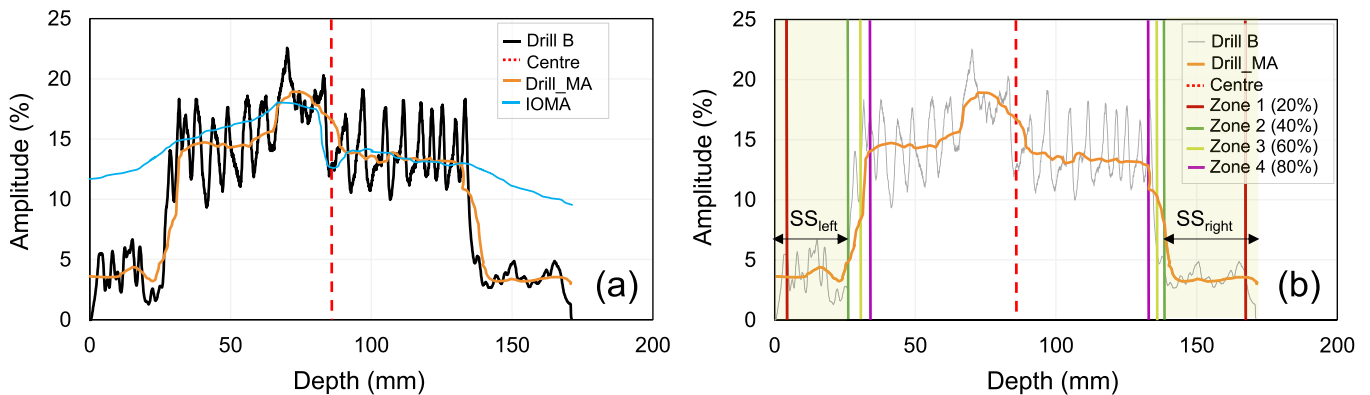 25
20
15
10
5
0
Amplitude (%)
0
50
100
150
200
Depth (mm)
Drill B
Centre
Drill_MA
IOMA
(a)
25
20
15
10
5
0
Amplitude (%)
0
50
100
150
200
Depth (mm)
Drill B
Drill_MA
Centre
Zone 1 (20%)
Zone 2 (40%)
Zone 3 (60%)
Zone 4 (80%)
SSleft
SSright
(b)